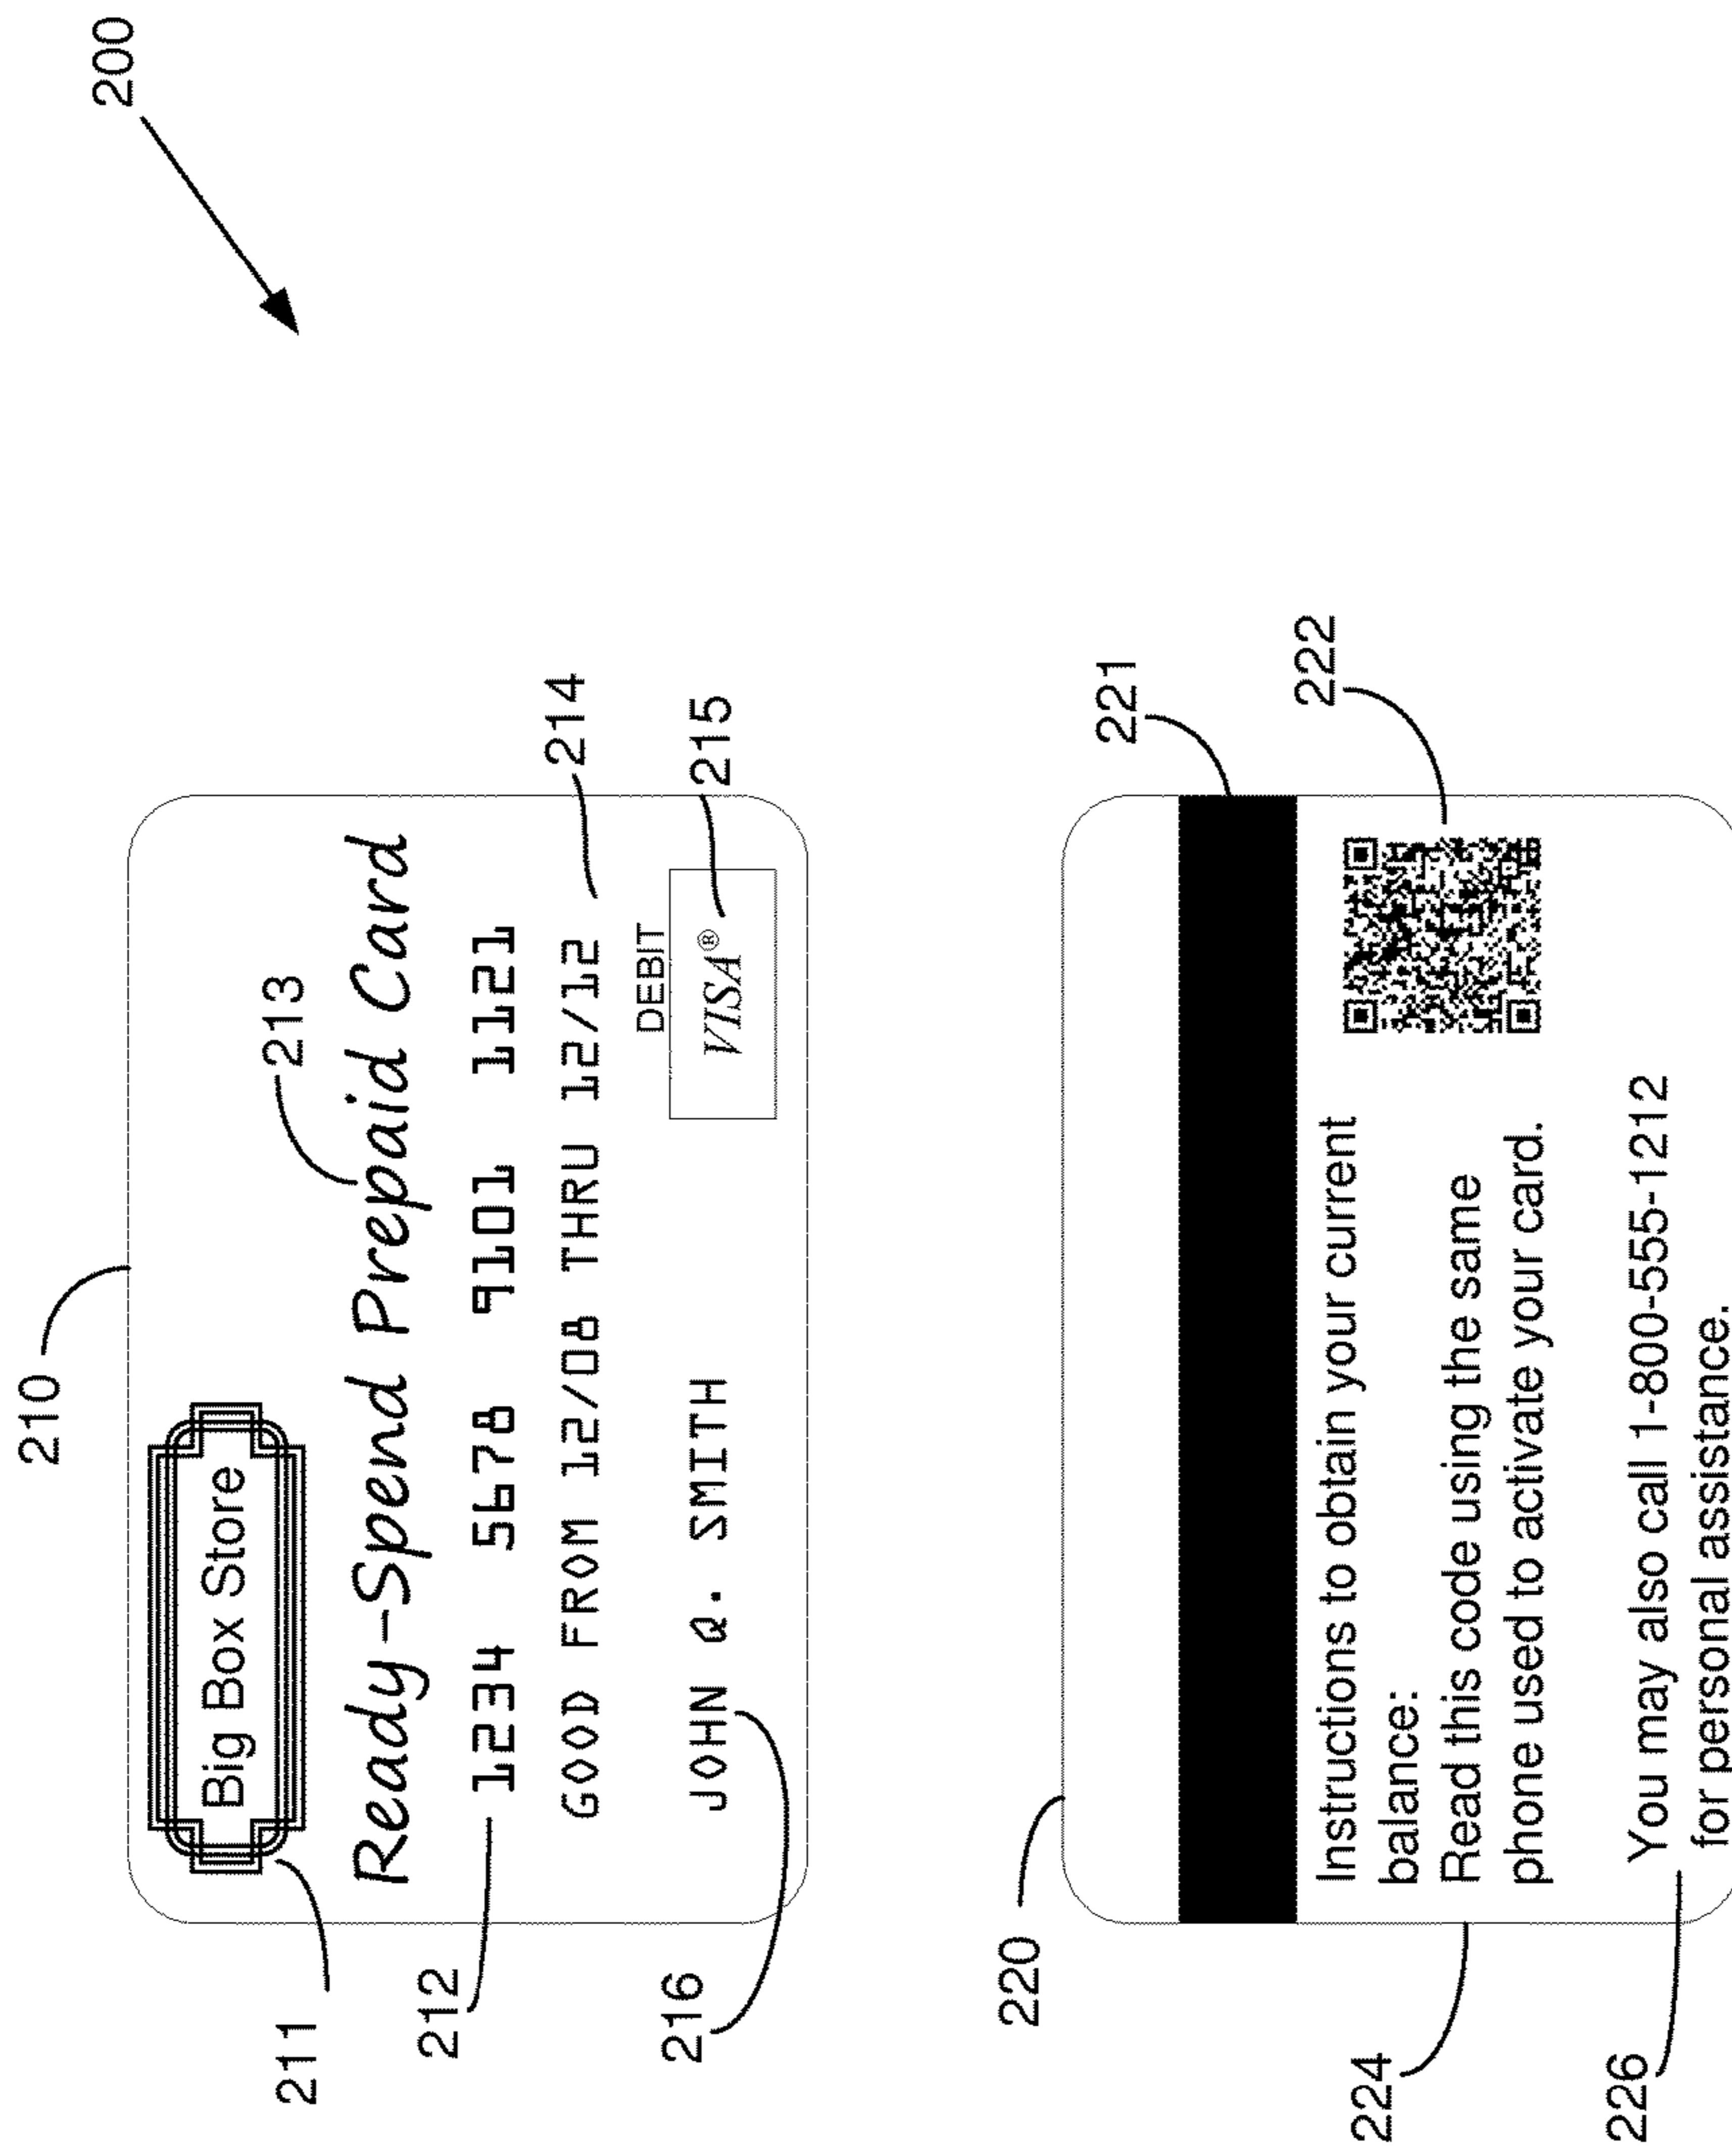 200
210
Big Box Store
211
213
Ready-Spend Prepaid Card
212
1234 5678 9101 1121
GOOD FROM 12/08 THRU 12/12
214
DEBIT
VISA®
215
JOHN Q. SMITH
216
220
221
222
Instructions to obtain your current
balance:
Read this code using the same
phone used to activate your card.
224
You may also call 1-800-555-1212
for personal assistance.
226